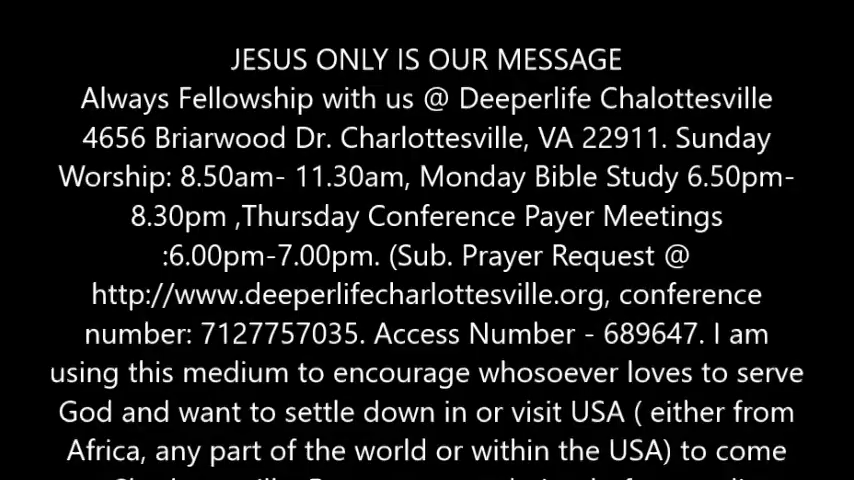 JESUS ONLY IS OUR MESSAGE
Always Fellowship with us @ Deeperlife Chalottesville
4656 Briarwood Dr. Charlottesville, VA 22911. Sunday
Worship: 8.50am- 11.30am, Monday Bible Study 6.50pm-
8.30pm ,Thursday Conference Payer Meetings
:6.00pm-7.00pm. (Sub. Prayer Request @
http://www.deeperlifecharlottesville.org, conference
number: 7127757035. Access Number - 689647. I am
using this medium to encourage whosoever loves to serve
God and want to settle down in or visit USA ( either from
Africa, any part of the world or within the USA) to come